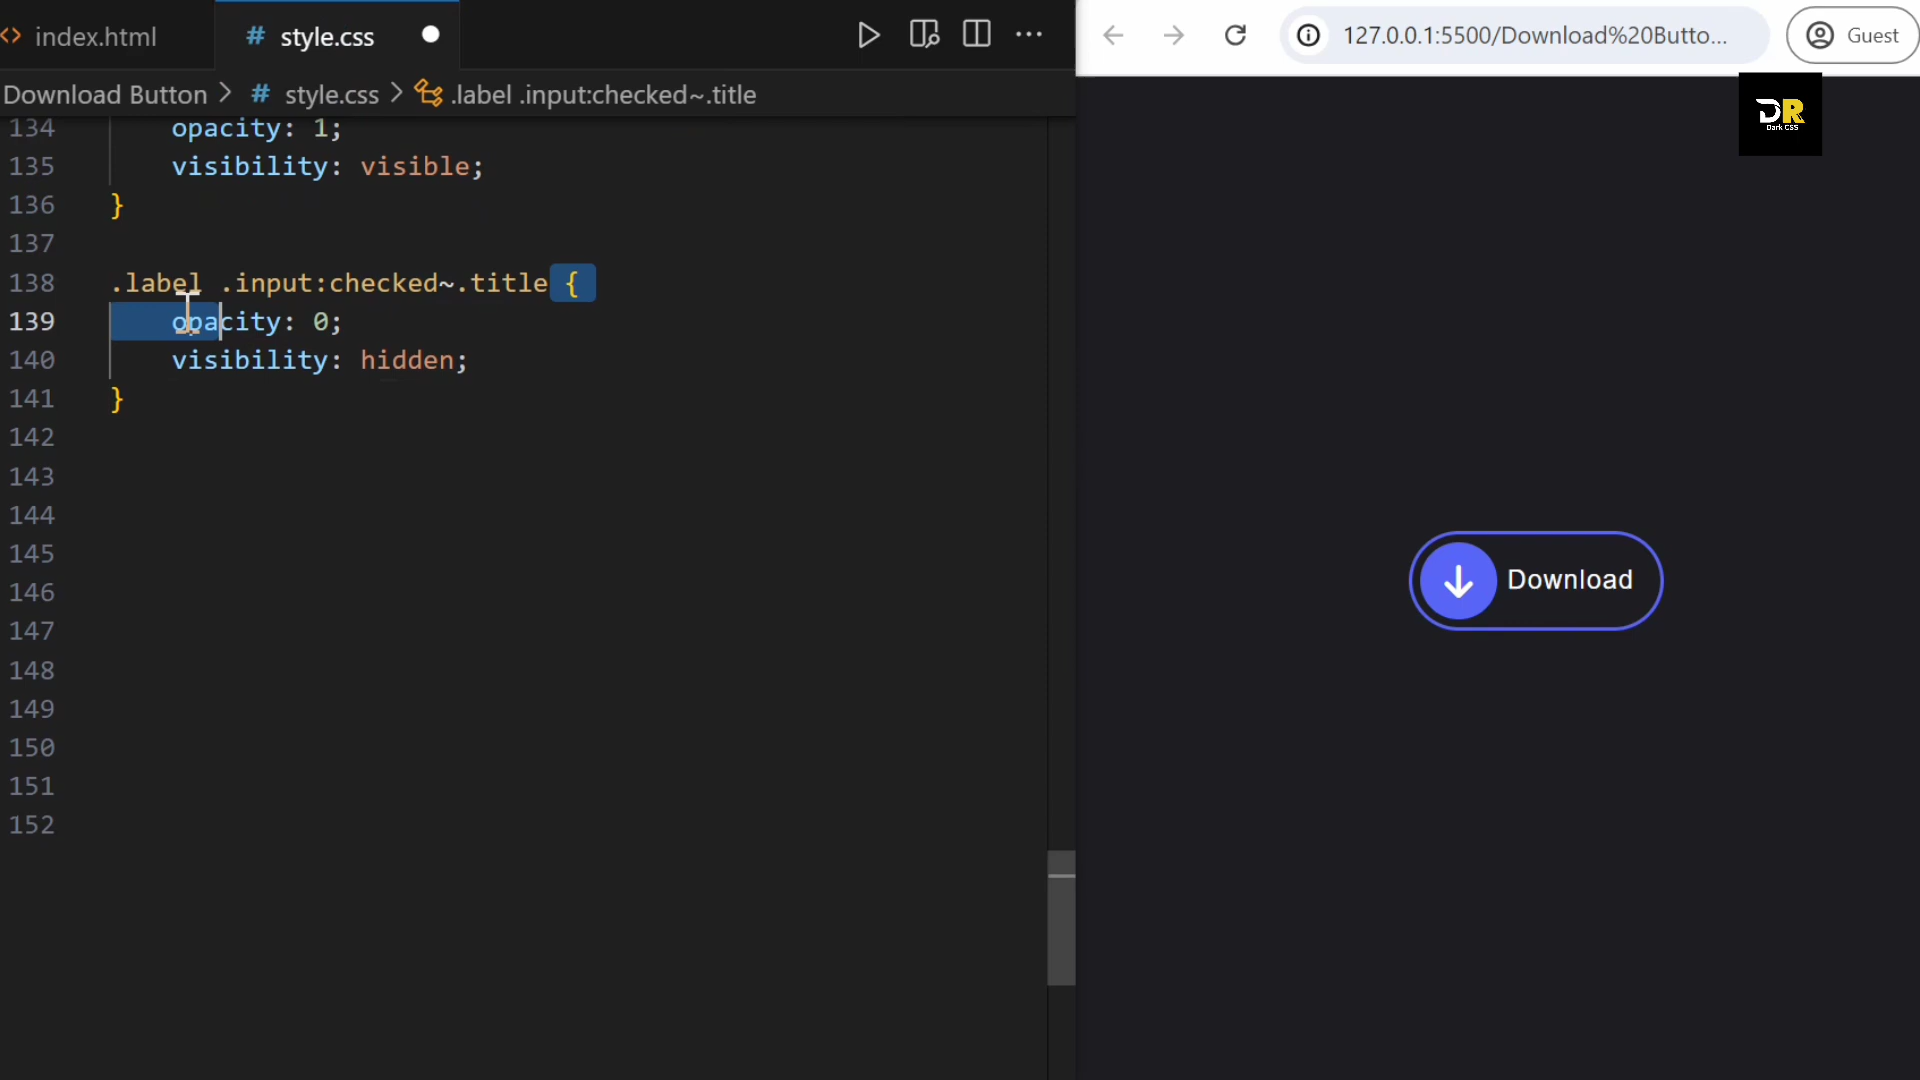 index.html
# style.css
127.0.0.1:5500/Download%20Butto...
Guest
Download Button > # style.css > .label .input:checked~.title
DR
Dark CSS
134 opacity: 1;
135 visibility: visible;
136 }
137
138 .label .input:checked~.title {
139 opacity: 0;
140 visibility: hidden;
141 }
142
143
144
145
146
147
148
149
150
151
152
Download